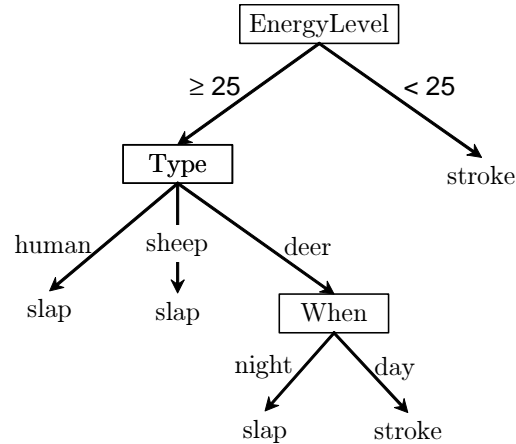 EnergyLevel
≥ 25
< 25
Type
stroke
human
sheep
deer
slap
slap
When
night
day
slap
stroke